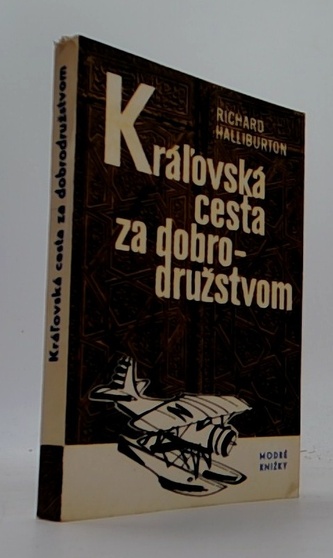 Kráľovská cesta za dobrodružstvom
RICHARD
HALLIBURTON
Kráľovská
cesta
za dobro-
družstvom
MODRÉ
KNIŽKY